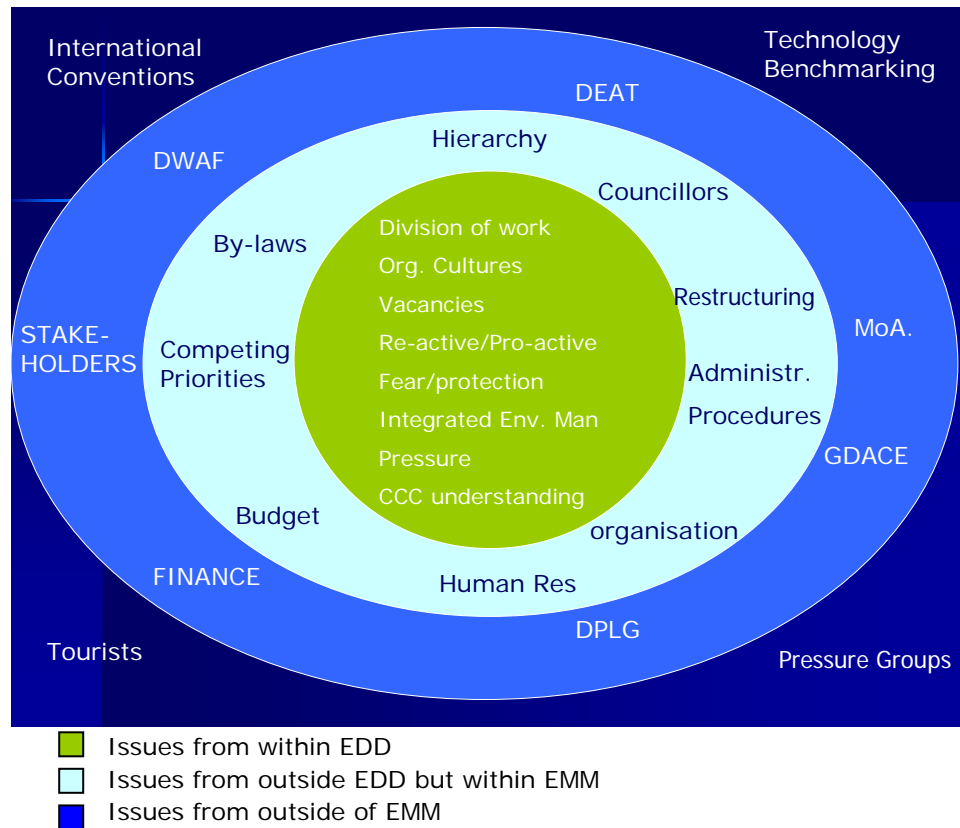 International
Conventions
Technology
Benchmarking
DEAT
Hierarchy
DWAF
Councillors
By-laws
Division of work
Org. Cultures
Vacancies
Re-active/Pro-active
Fear/protection
Integrated Env. Man
Pressure
CCC understanding
Restructuring
STAKE-
HOLDERS
MoA.
Competing
Priorities
Administr.
Procedures
GDACE
Budget
organisation
FINANCE
Human Res
DPLG
Tourists
Pressure Groups
Issues from within EDD
Issues from outside EDD but within EMM
Issues from outside of EMM